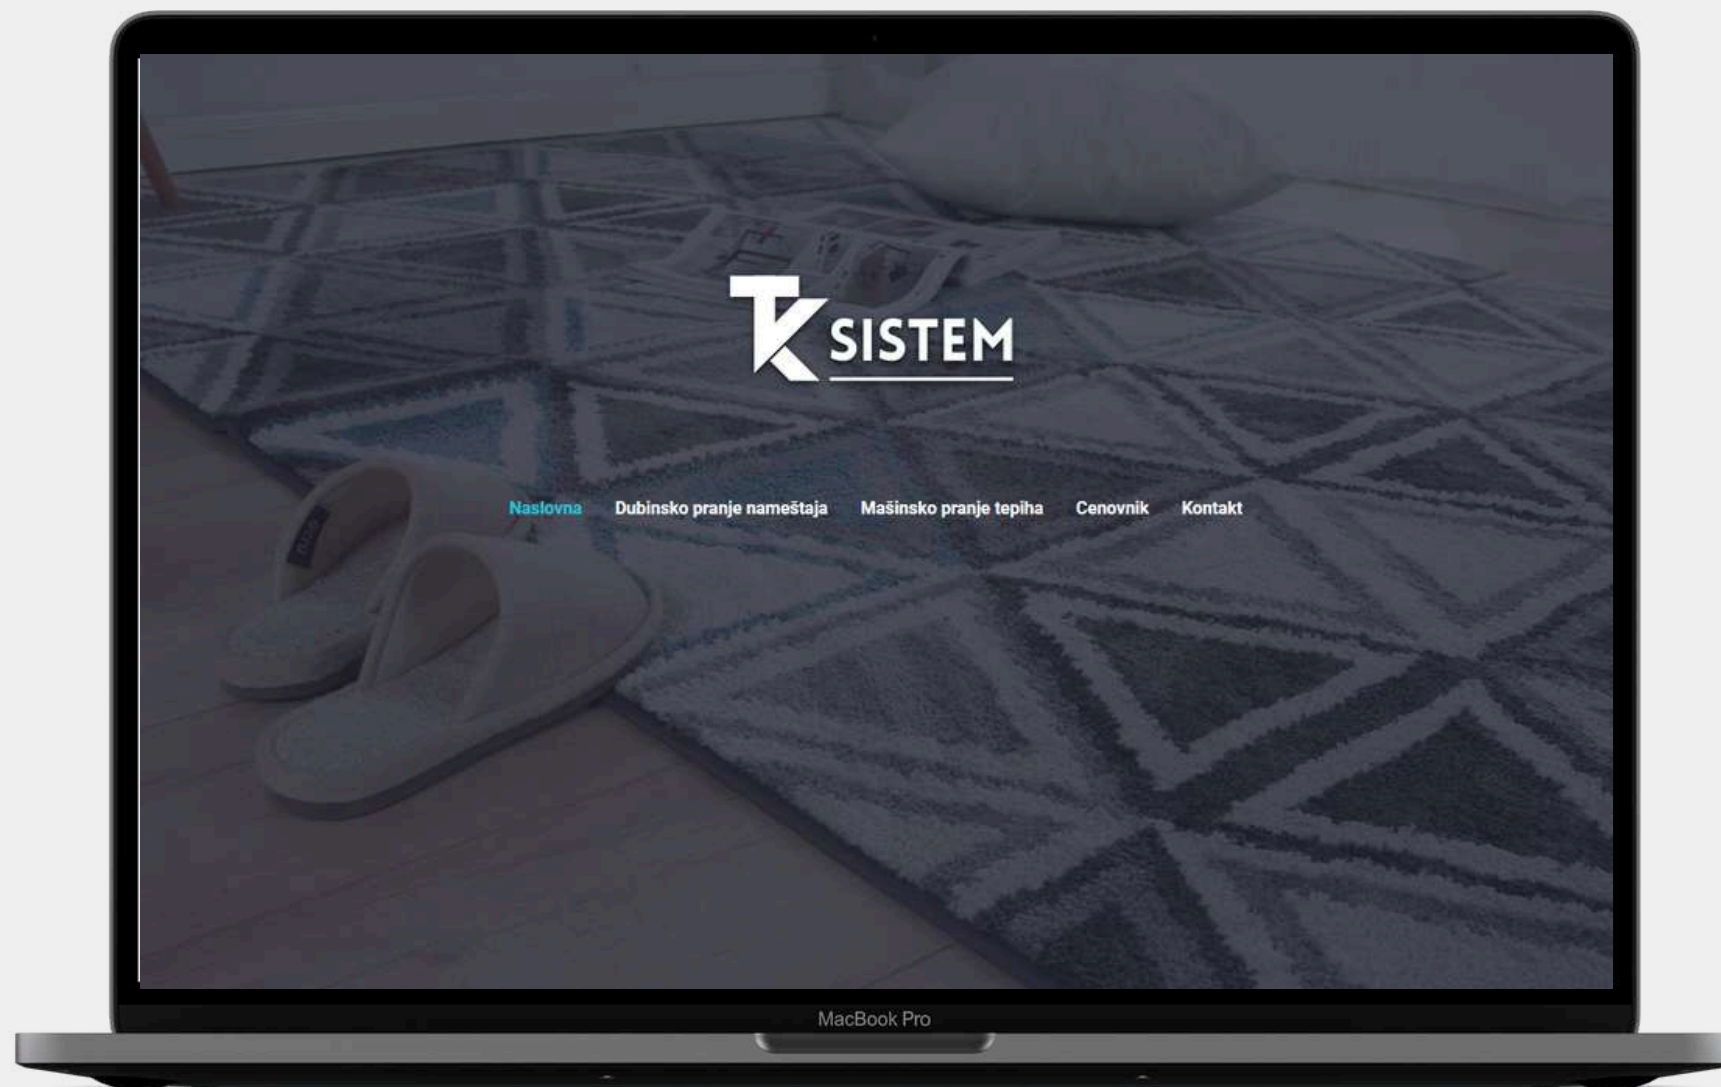 TK SISTEM
Naslovna Dubinsko pranje nameštaja Mašinsko pranje tepiha Cenovnik Kontakt
MacBook Pro